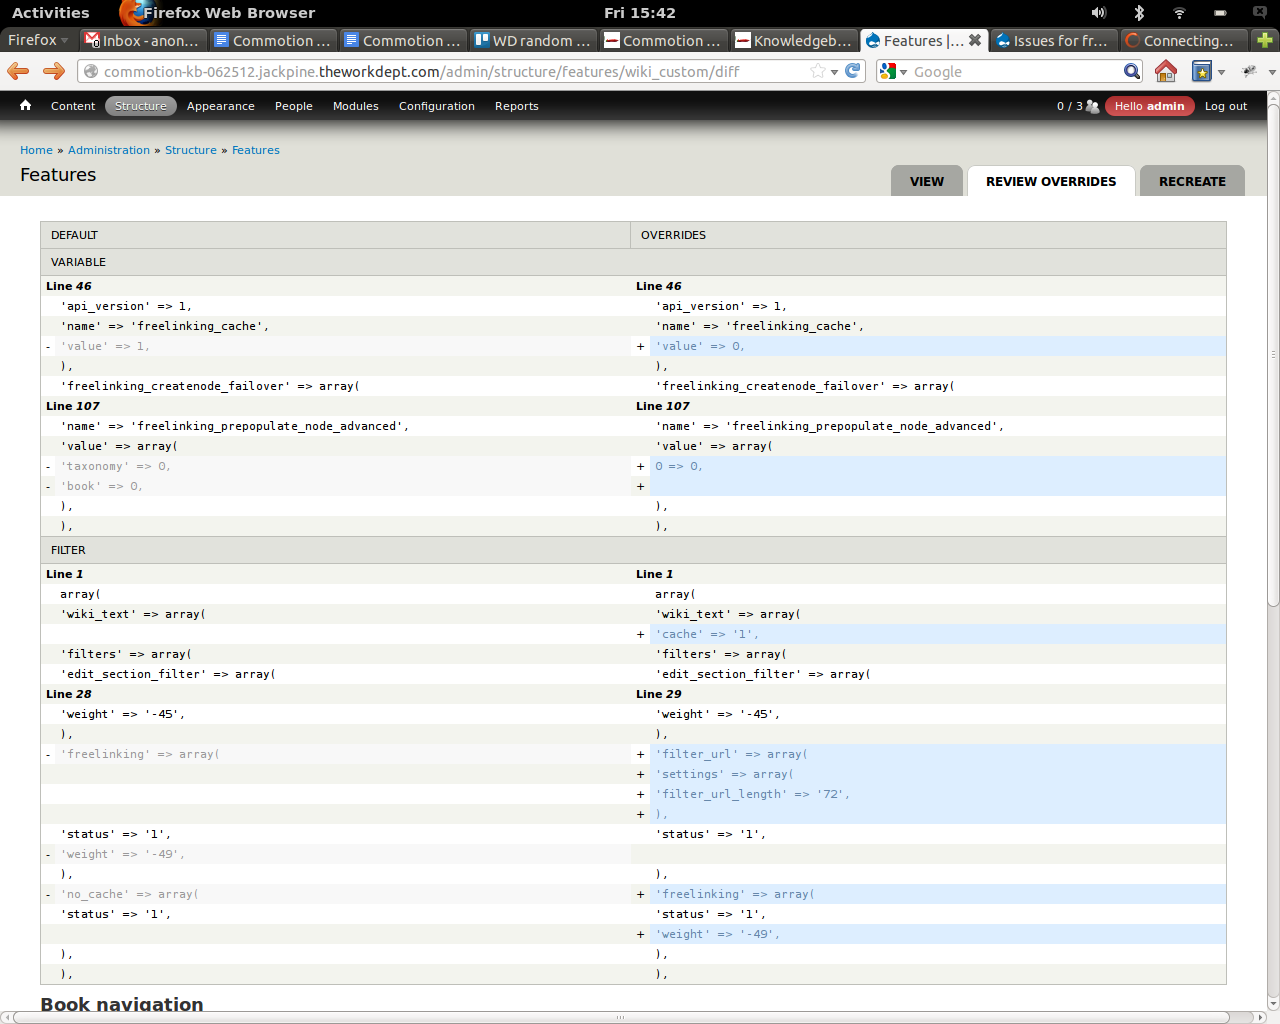 Activities Firefox Web Browser Fri 15:42
Firefox Inbox - anon... Commotion ... Commotion ... WD random ... Commotion ... Knowledgeb... Features |... Issues for fr... Connecting...
commotion-kb-062512.jackpine.theworkdept.com/admin/structure/features/wiki_custom/diff Google
Content Structure Appearance People Modules Configuration Reports 0 / 3 Hello admin Log out
Home » Administration » Structure » Features
Features VIEW REVIEW OVERRIDES RECREATE
DEFAULT OVERRIDES
VARIABLE
Line 46 Line 46
'api_version' => 1, 'api_version' => 1,
'name' => 'freelinking_cache', 'name' => 'freelinking_cache',
- 'value' => 1, + 'value' => 0,
), ),
'freelinking_createnode_failover' => array( 'freelinking_createnode_failover' => array(
Line 107 Line 107
'name' => 'freelinking_prepopulate_node_advanced', 'name' => 'freelinking_prepopulate_node_advanced',
'value' => array( 'value' => array(
- 'taxonomy' => 0, + 0 => 0,
- 'book' => 0, +
), ),
), ),
FILTER
Line 1 Line 1
array( array(
'wiki_text' => array( 'wiki_text' => array(
+ 'cache' => '1',
'filters' => array( 'filters' => array(
'edit_section_filter' => array( 'edit_section_filter' => array(
Line 28 Line 29
'weight' => '-45', 'weight' => '-45',
), ),
- 'freelinking' => array( + 'filter_url' => array(
+ 'settings' => array(
+ 'filter_url_length' => '72',
+ ),
'status' => '1', 'status' => '1',
- 'weight' => '-49',
), ),
- 'no_cache' => array( + 'freelinking' => array(
'status' => '1', 'status' => '1',
+ 'weight' => '-49',
), ),
), ),
Book navigation